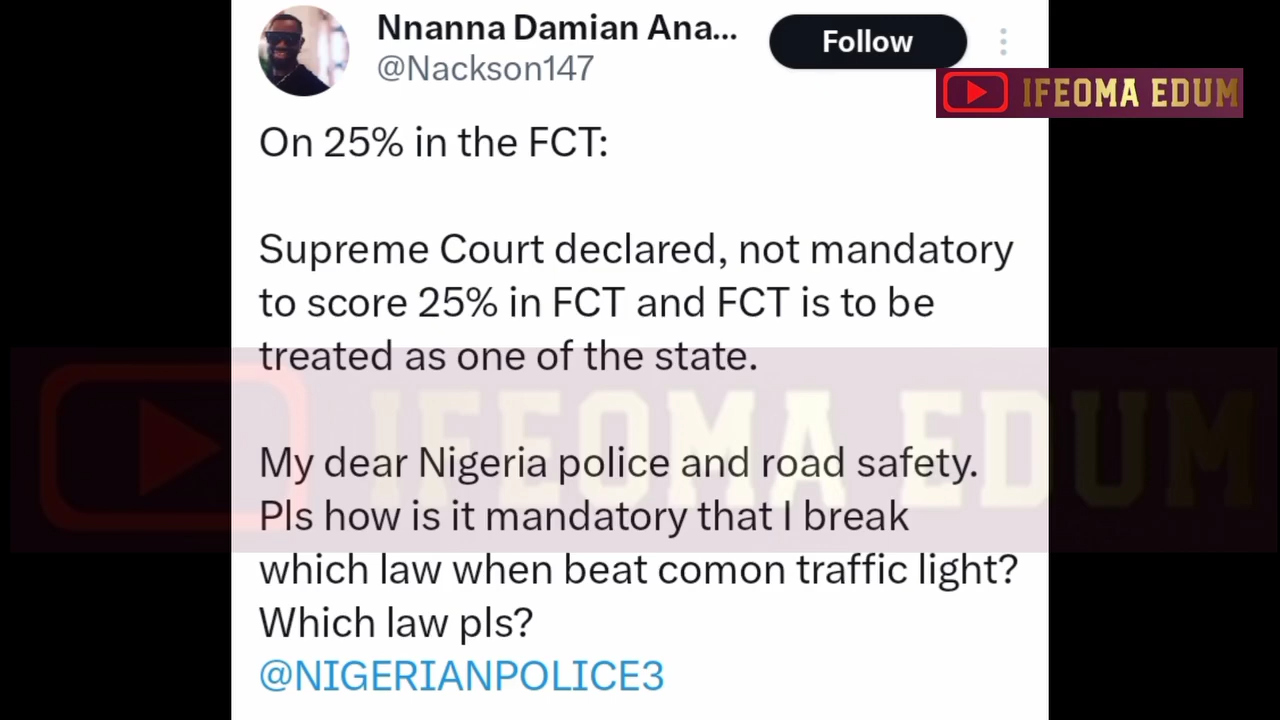 Nnanna Damian Ana...
@Nackson147
Follow
IFEOMA EDUM
On 25% in the FCT:
Supreme Court declared, not mandatory
to score 25% in FCT and FCT is to be
treated as one of the state.
IFEOMA EDUM
My dear Nigeria police and road safety.
Pls how is it mandatory that I break
which law when beat comon traffic light?
Which law pls?
@NIGERIANPOLICE3